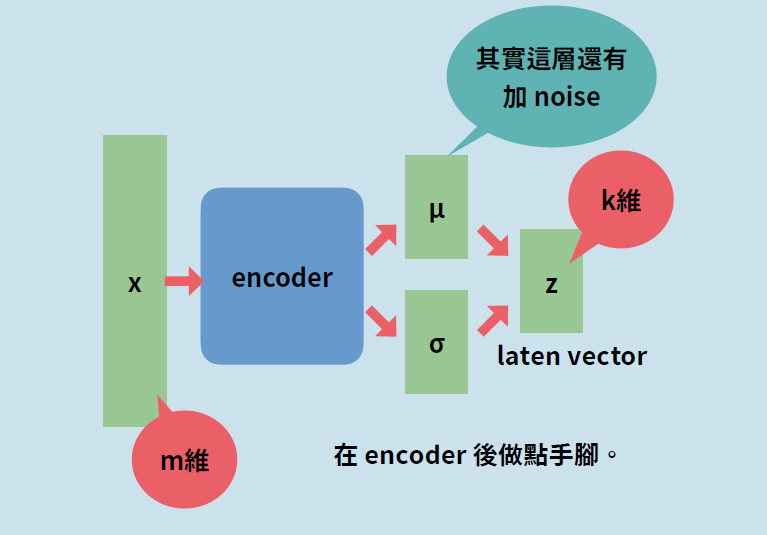 其實這層還有
加 noise
μ
k維
x
encoder
z
σ
laten vector
m維
在 encoder 後做點手腳。